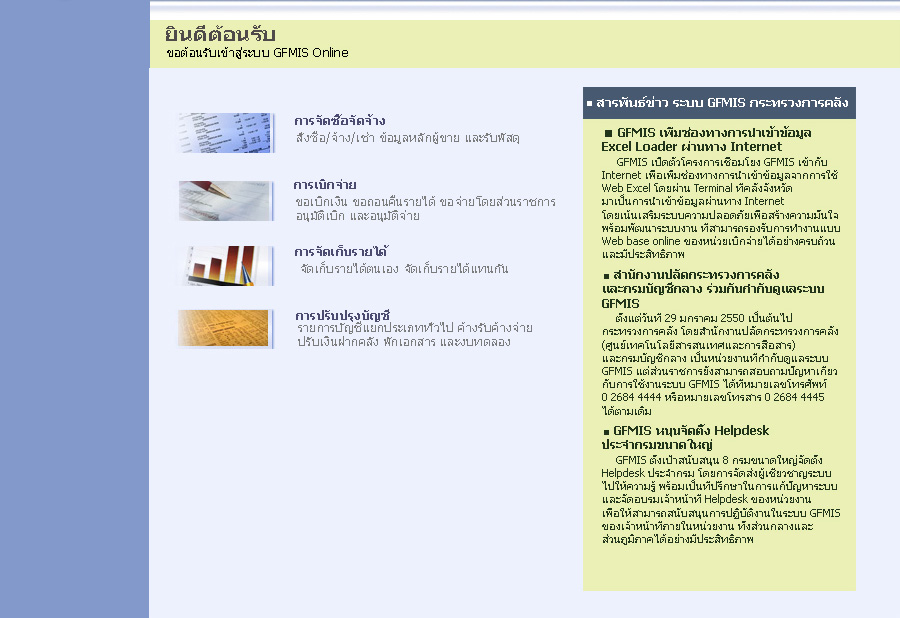 ยินดีต้อนรับ
ขอต้อนรับเข้าสู่ระบบ GFMIS Online
การจัดซื้อจัดจ้าง
สั่งซื้อ/จ้าง/เช่า ข้อมูลหลักผู้ขาย และรับพัสดุ
การเบิกจ่าย
ขอเบิกเงิน ขอถอนคืนรายได้ ขอจ่ายโดยส่วนราชการ
อนุมัติเบิก และอนุมัติจ่าย
การจัดเก็บรายได้
จัดเก็บรายได้ตนเอง จัดเก็บรายได้แทนกัน
การปรับปรุงบัญชี
รายการบัญชีแยกประเภททั่วไป ค้างรับค้างจ่าย
ปรับเงินฝากคลัง พักเอกสาร และงบทดลอง
สารพันธ์ข่าว ระบบ GFMIS กระทรวงการคลัง
GFMIS เพิ่มช่องทางการนำเข้าข้อมูล
Excel Loader ผ่านทาง Internet
GFMIS เปิดตัวโครงการเชื่อมโยง GFMIS เข้ากับ
Internet เพื่อเพิ่มช่องทางการนำเข้าข้อมูลจากการใช้
Web Excel โดยผ่าน Terminal ที่คลังจังหวัด
มาเป็นการนำเข้าข้อมูลผ่านทาง Internet
โดยเน้นเสริมระบบความปลอดภัยเพื่อสร้างความมั่นใจ
พร้อมพัฒนาระบบงาน ที่สามารถรองรับการทำงานแบบ
Web base online ของหน่วยเบิกจ่ายได้อย่างครบถ้วน
และมีประสิทธิภาพ
สำนักงานปลัดกระทรวงการคลัง
และกรมบัญชีกลาง ร่วมกันกำกับดูแลระบบ
GFMIS
ตั้งแต่วันที่ 29 มกราคม 2550 เป็นต้นไป
กระทรวงการคลัง โดยสำนักงานปลัดกระทรวงการคลัง
(ศูนย์เทคโนโลยีสารสนเทศและการสื่อสาร)
และกรมบัญชีกลาง เป็นหน่วยงานที่กำกับดูแลระบบ
GFMIS แต่ส่วนราชการยังสามารถสอบถามปัญหาเกี่ยว
กับการใช้งานระบบ GFMIS ได้ที่หมายเลขโทรศัพท์
0 2684 4444 หรือหมายเลขโทรสาร 0 2684 4445
ได้ตามเดิม
GFMIS หนุนจัดตั้ง Helpdesk
ประจำกรมขนาดใหญ่
GFMIS ตั้งเป้าสนับสนุน 8 กรมขนาดใหญ่จัดตั้ง
Helpdesk ประจำกรม โดยการจัดส่งผู้เชี่ยวชาญระบบ
ไปให้ความรู้ พร้อมเป็นที่ปรึกษาในการแก้ปัญหาระบบ
และจัดอบรมเจ้าหน้าที่ Helpdesk ของหน่วยงาน
เพื่อให้สามารถสนับสนุนการปฏิบัติงานในระบบ GFMIS
ของเจ้าหน้าที่ภายในหน่วยงาน ทั้งส่วนกลางและ
ส่วนภูมิภาคได้อย่างมีประสิทธิภาพ